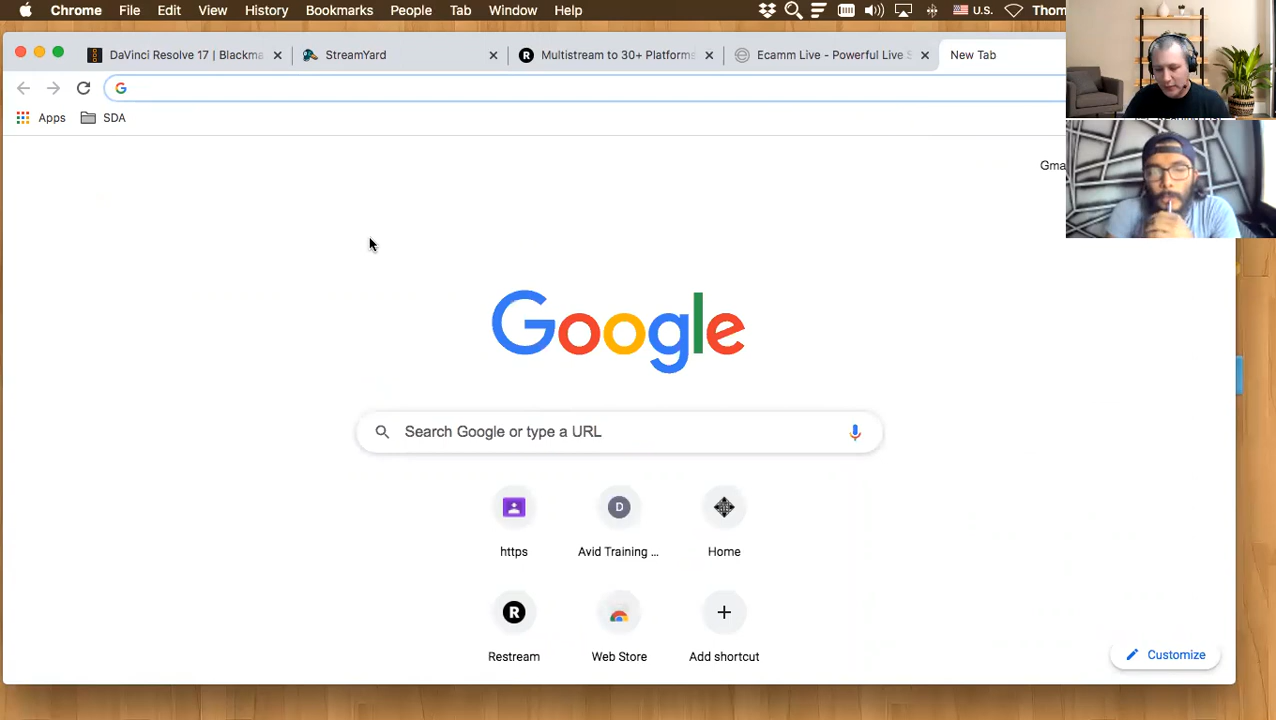 Chrome File Edit View History Bookmarks People Tab Window Help U.S. Thom
DaVinci Resolve 17 | Blackma StreamYard Multistream to 30+ Platforms Ecamm Live - Powerful Live S New Tab
Apps SDA
Gma
Google
Search Google or type a URL
D
https Avid Training ... Home
R
Restream Web Store Add shortcut
Customize